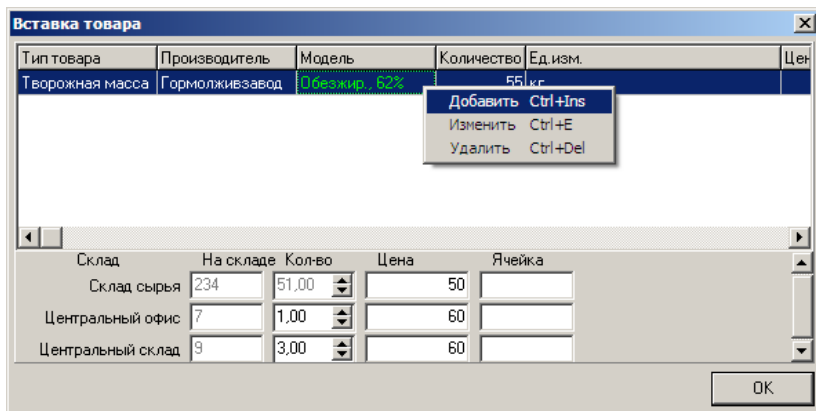 Вставка товара
Тип товара Производитель Модель Количество Ед.изм. Цен
Творожная масса Гормолживзавод Обезжир., 62% 55 кг
Добавить Ctrl+Ins
Изменить Ctrl+E
Удалить Ctrl+Del
Склад На складе Кол-во Цена Ячейка
Склад сырья 234 51,00 50
Центральный офис 7 1,00 60
Центральный склад 9 3,00 60
OK